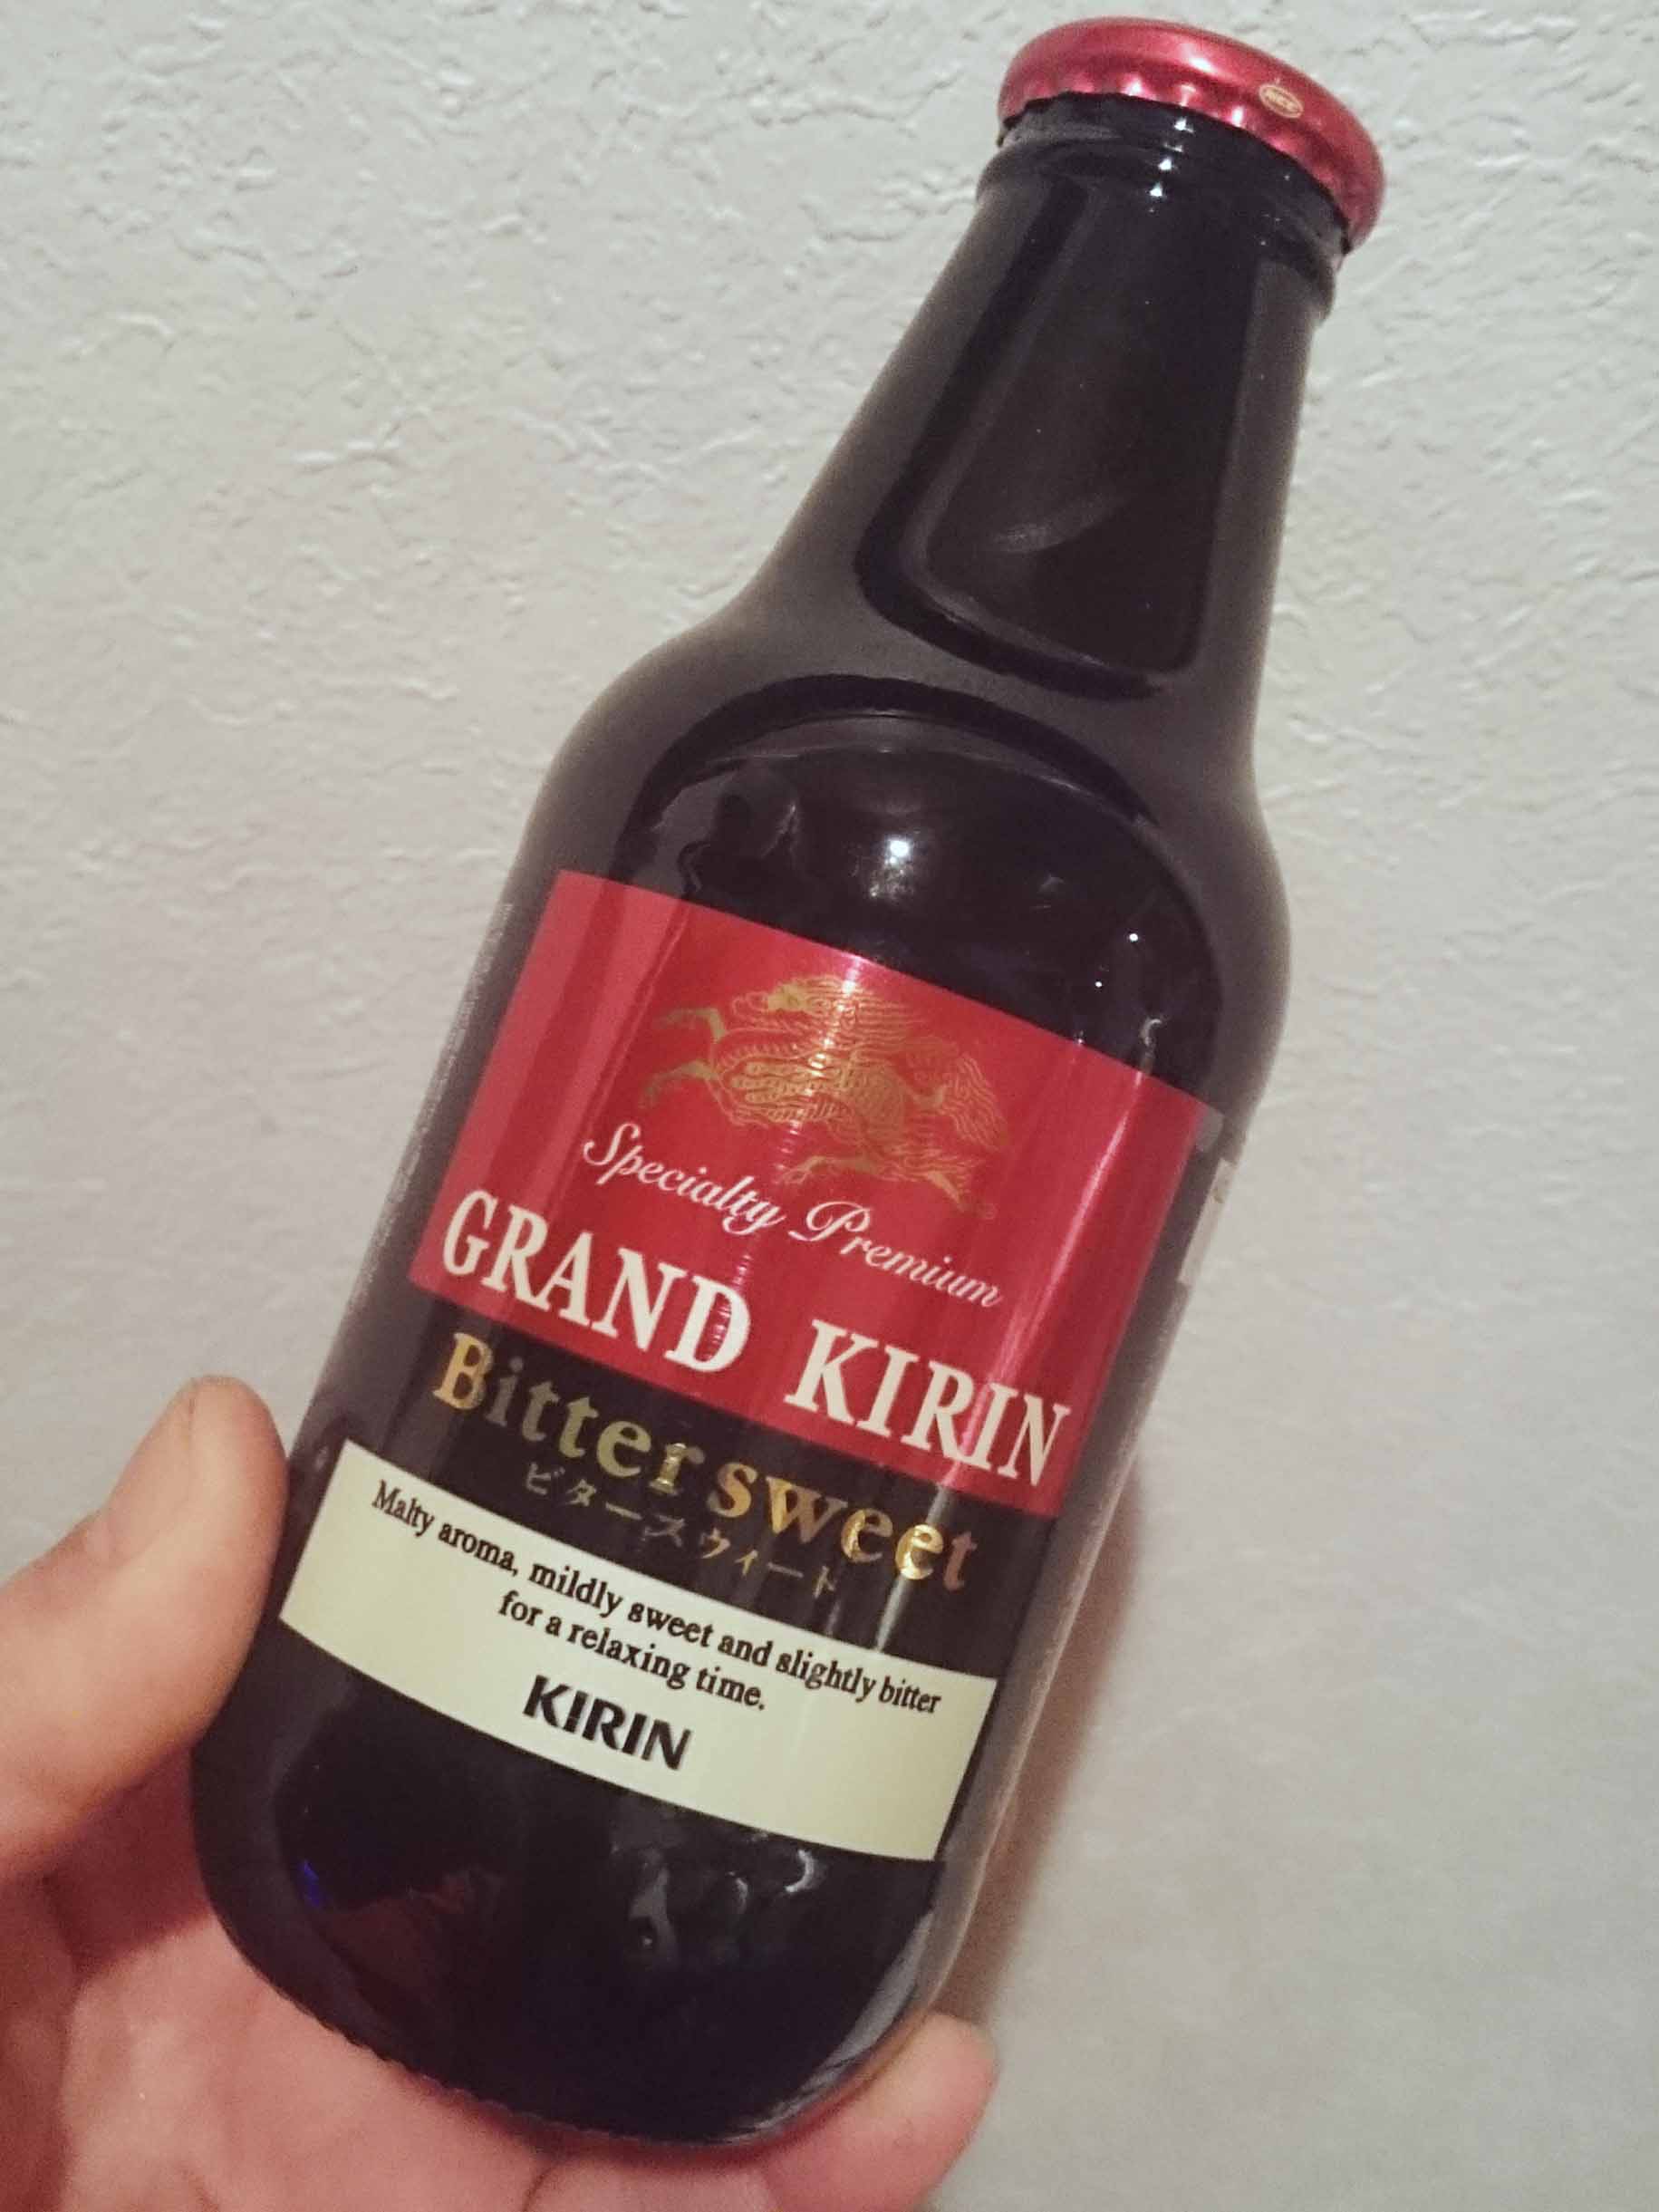 Specialty Premium
GRAND KIRIN
Bitter sweet
ビタースウィート
Malty aroma, mildly sweet and slightly bitter
for a relaxing time.
KIRIN